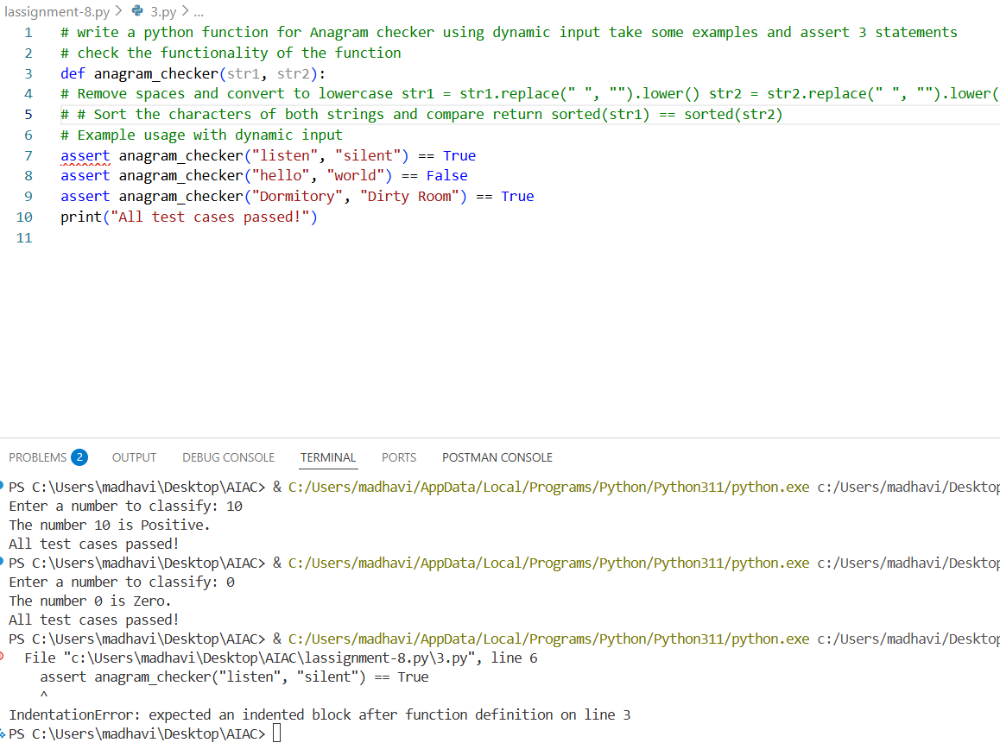 lassignment-8.py > 3.py > ...
1 # write a python function for Anagram checker using dynamic input take some examples and assert 3 statements
2 # check the functionality of the function
3 def anagram_checker(str1, str2):
4 # Remove spaces and convert to lowercase str1 = str1.replace(" ", "").lower() str2 = str2.replace(" ", "").lower(
5 # # Sort the characters of both strings and compare return sorted(str1) == sorted(str2)
6 # Example usage with dynamic input
7 assert anagram_checker("listen", "silent") == True
8 assert anagram_checker("hello", "world") == False
9 assert anagram_checker("Dormitory", "Dirty Room") == True
10 print("All test cases passed!")
11
PROBLEMS 2 OUTPUT DEBUG CONSOLE TERMINAL PORTS POSTMAN CONSOLE
PS C:\Users\madhavi\Desktop\AIAC> & C:/Users/madhavi/AppData/Local/Programs/Python/Python311/python.exe c:/Users/madhavi/Desktop
Enter a number to classify: 10
The number 10 is Positive.
All test cases passed!
PS C:\Users\madhavi\Desktop\AIAC> & C:/Users/madhavi/AppData/Local/Programs/Python/Python311/python.exe c:/Users/madhavi/Desktop
Enter a number to classify: 0
The number 0 is Zero.
All test cases passed!
PS C:\Users\madhavi\Desktop\AIAC> & C:/Users/madhavi/AppData/Local/Programs/Python/Python311/python.exe c:/Users/madhavi/Desktop
File "c:\Users\madhavi\Desktop\AIAC\lassignment-8.py\3.py", line 6
assert anagram_checker("listen", "silent") == True
^
IndentationError: expected an indented block after function definition on line 3
PS C:\Users\madhavi\Desktop\AIAC>